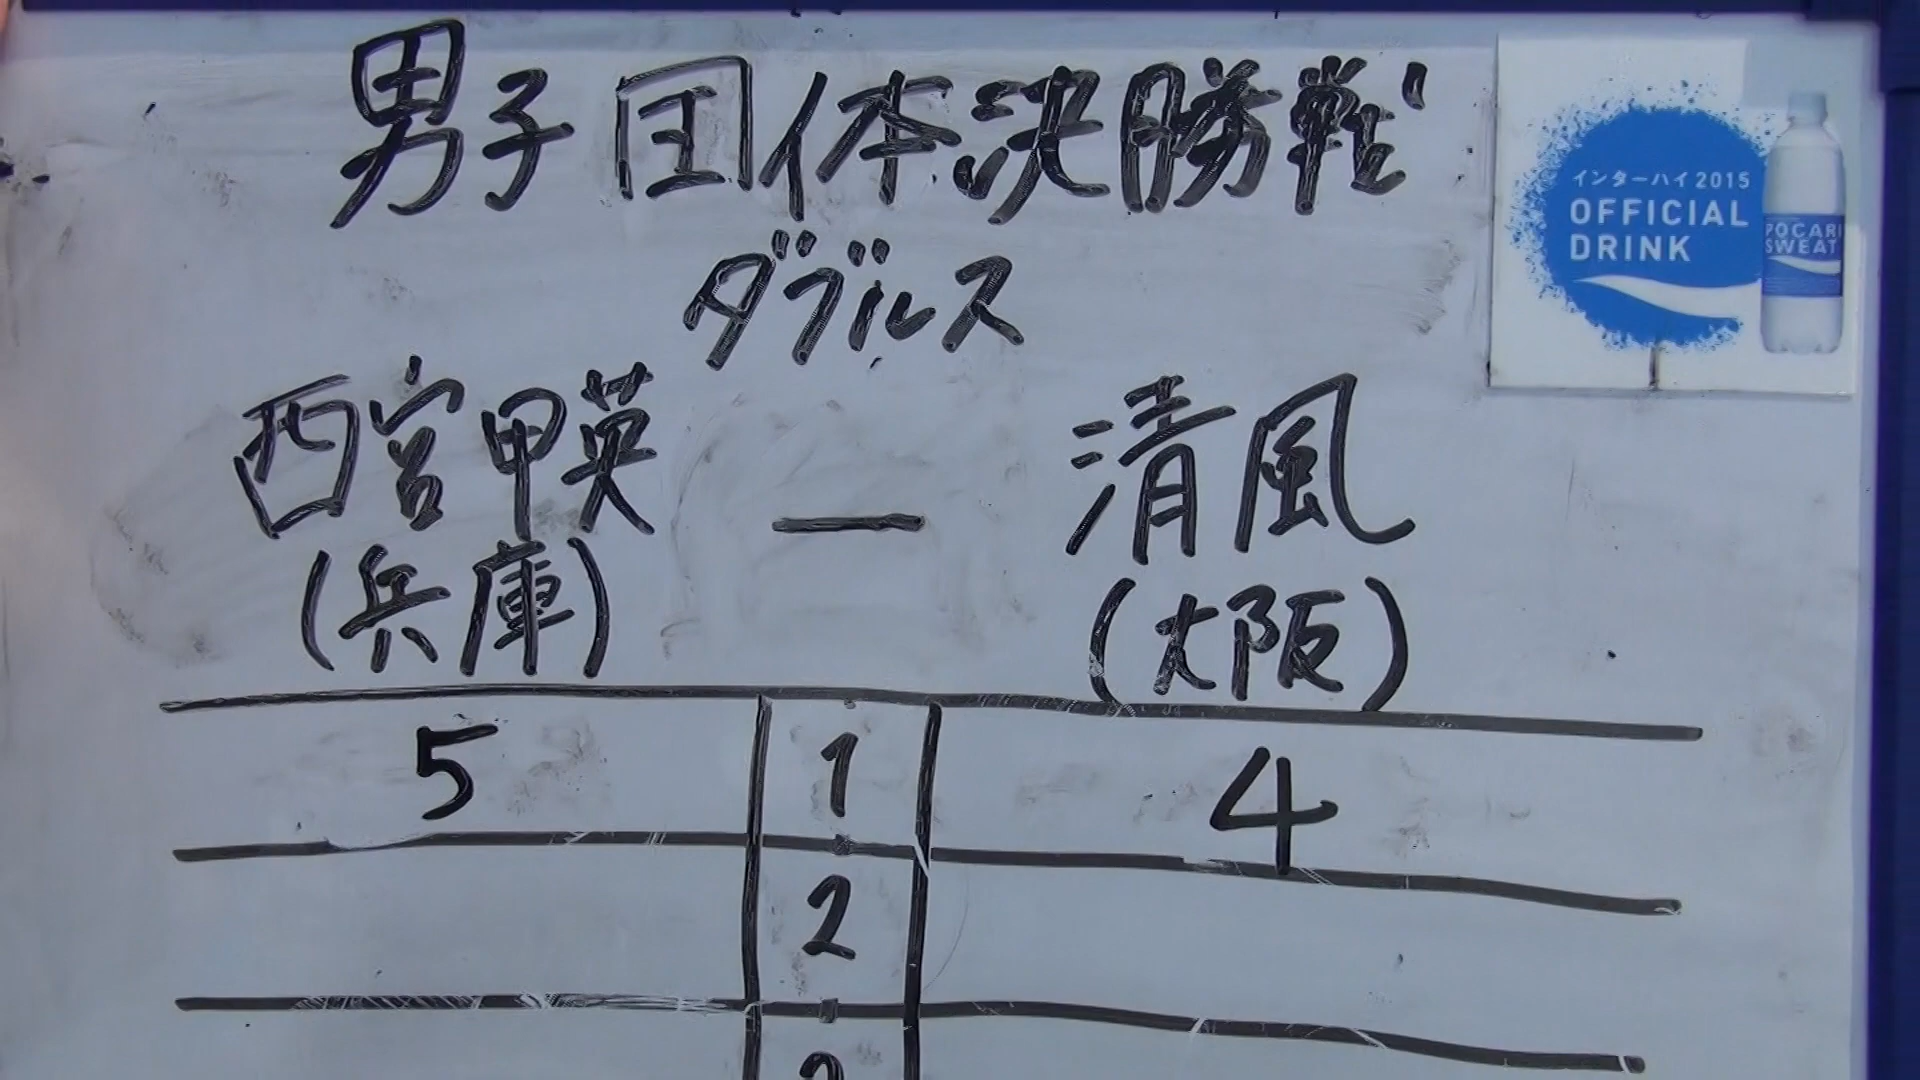 男子団体決勝戦
ダブルス
西宮甲英 ー 清風
(兵庫) (大阪)
5 1 4
2
インターハイ2015
OFFICIAL
DRINK
POCARI
SWEAT